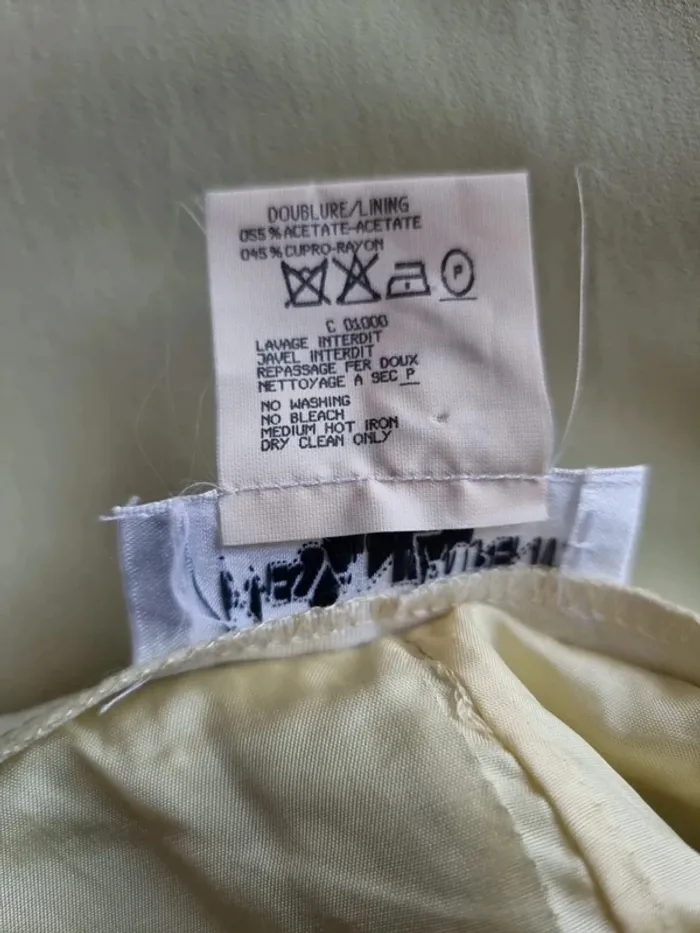 DOUBLURE/LINING
055 % ACETATE-ACETATE
045 % CUPRO-RAYON
P
C 01000
LAVAGE INTERDIT
JAVEL INTERDIT
REPASSAGE FER DOUX
NETTOYAGE A SEC P
NO WASHING
NO BLEACH
MEDIUM HOT IRON
DRY CLEAN ONLY